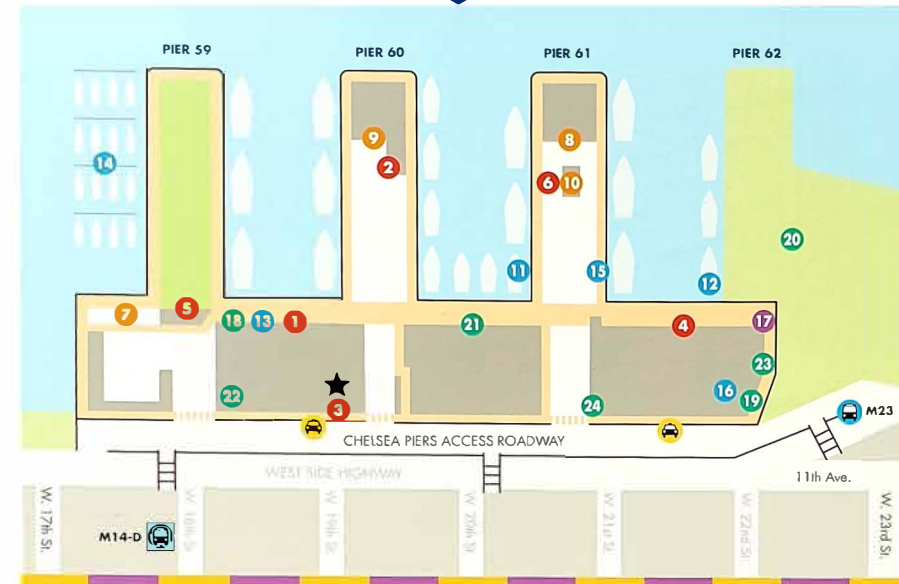 PIER 59
PIER 60
PIER 61
PIER 62
14
9
2
8
6
10
20
11
15
12
7
5
18
13
1
21
4
17
23
16
19
22
3
24
M23
CHELSEA PIERS ACCESS ROADWAY
WEST SIDE HIGHWAY
11th Ave.
W. 17th St.
M14-D
W. 18th St.
W. 19th St.
W. 20th St.
W. 21st St.
W. 22nd St.
W. 23rd St.